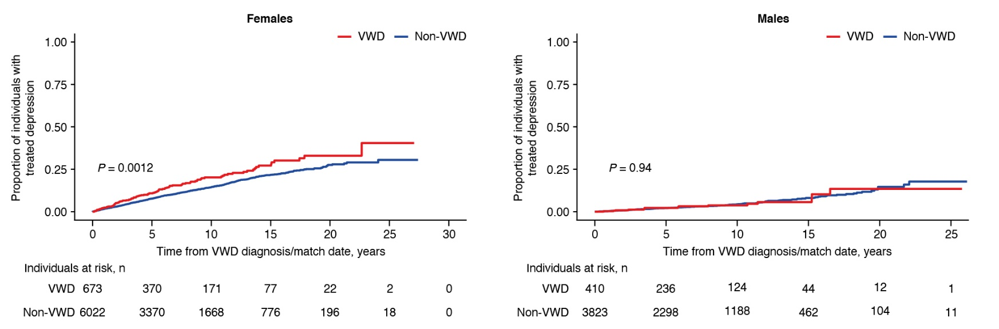 Females
VWD Non-VWD
Proportion of individuals with
treated depression
1.00
0.75
0.50
0.25
0.00
P = 0.0012
0 5 10 15 20 25 30
Time from VWD diagnosis/match date, years
Individuals at risk, n
VWD 673 370 171 77 22 2 0
Non-VWD 6022 3370 1668 776 196 18 0
Males
VWD Non-VWD
Proportion of individuals with
treated depression
1.00
0.75
0.50
0.25
0.00
P = 0.94
0 5 10 15 20 25
Time from VWD diagnosis/match date, years
Individuals at risk, n
VWD 410 236 124 44 12 1
Non-VWD 3823 2298 1188 462 104 11